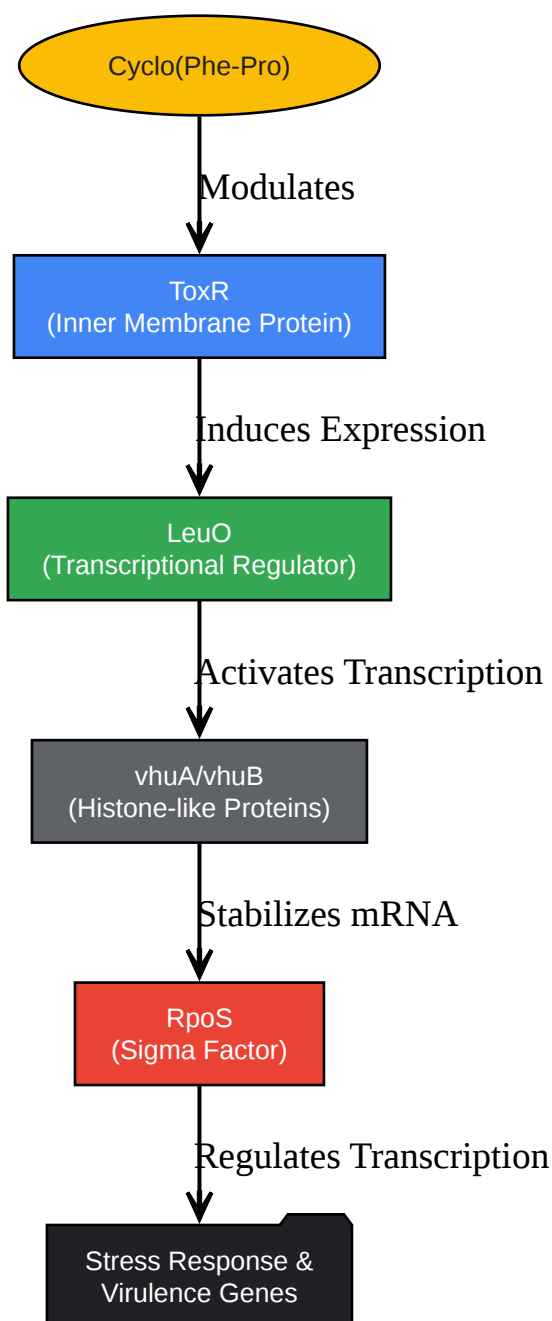 Cyclo(Phe-Pro)
Modulates
ToxR
(Inner Membrane Protein)
Induces Expression
LeuO
(Transcriptional Regulator)
Activates Transcription
vhuA/vhuB
(Histone-like Proteins)
Stabilizes mRNA
RpoS
(Sigma Factor)
Regulates Transcription
Stress Response &
Virulence Genes